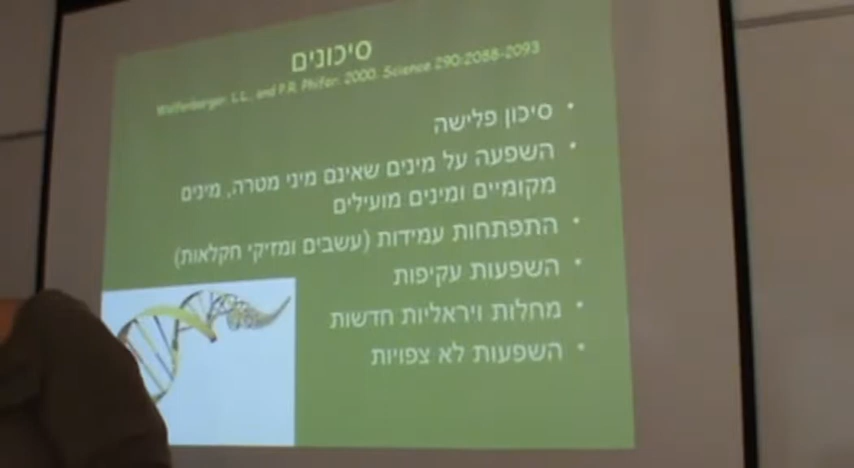 סיכונים
Wolfenbarger, L.L., and P.R. Phifer. 2000. Science 290:2088-2093
• סיכון פלישה
• השפעה על מינים שאינם מיני מטרה, מינים
מקומיים ומינים מועילים
• התפתחות עמידות (עשבים ומזיקי חקלאות)
• השפעות עקיפות
• מחלות ויראליות חדשות
• השפעות לא צפויות